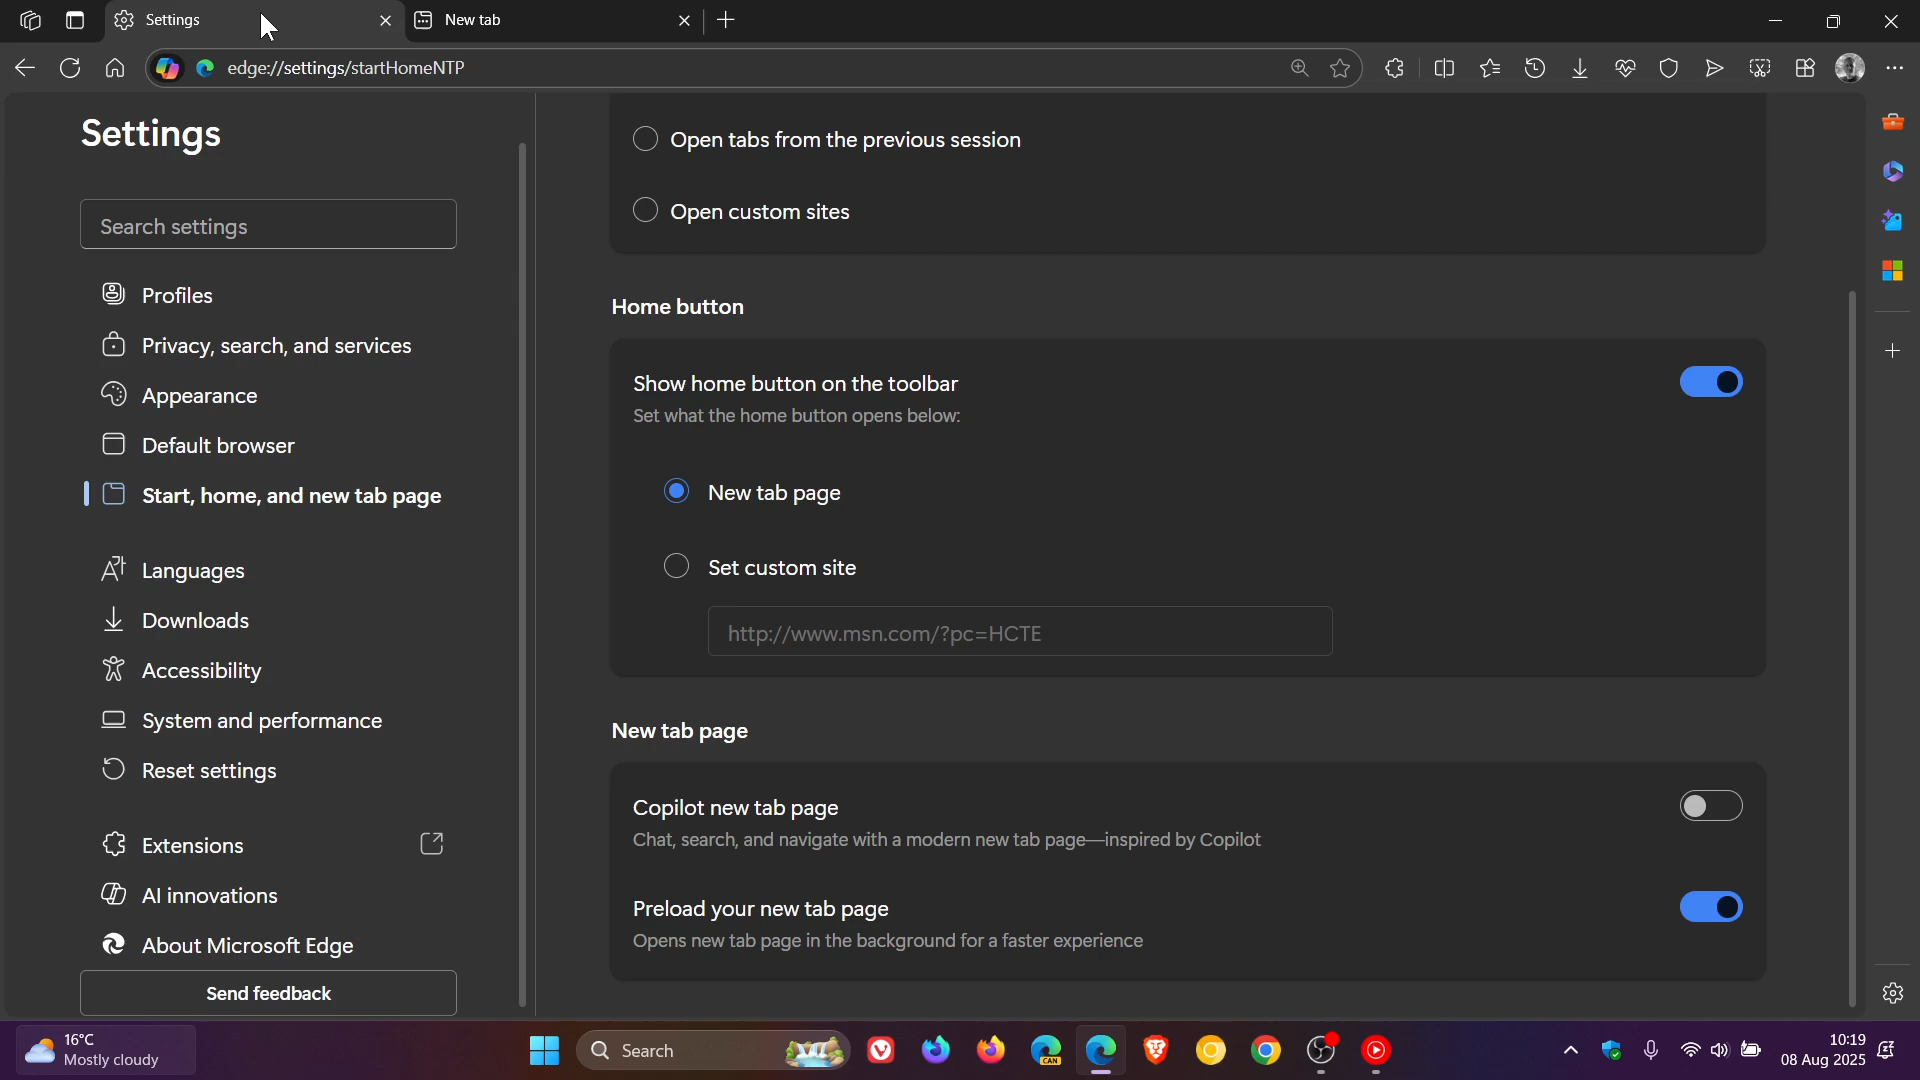 Settings
New tab
edge://settings/startHomeNTP
Settings
Search settings
Profiles
Privacy, search, and services
Appearance
Default browser
Start, home, and new tab page
Languages
Downloads
Accessibility
System and performance
Reset settings
Extensions
AI innovations
About Microsoft Edge
Send feedback
Open tabs from the previous session
Open custom sites
Home button
Show home button on the toolbar
Set what the home button opens below:
New tab page
Set custom site
http://www.msn.com/?pc=HCTE
New tab page
Copilot new tab page
Chat, search, and navigate with a modern new tab page—inspired by Copilot
Preload your new tab page
Opens new tab page in the background for a faster experience
16°C
Mostly cloudy
Search
CAN
10:19
08 Aug 2025